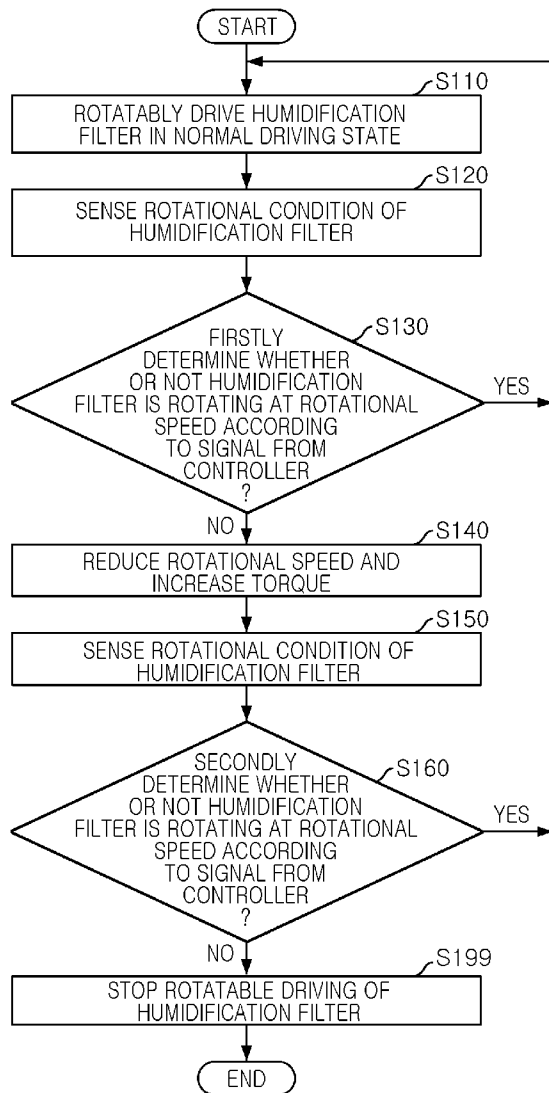 START
S110
ROTATABLY DRIVE HUMIDIFICATION
FILTER IN NORMAL DRIVING STATE
S120
SENSE ROTATIONAL CONDITION OF
HUMIDIFICATION FILTER
S130
FIRSTLY
DETERMINE WHETHER
OR NOT HUMIDIFICATION
FILTER IS ROTATING AT ROTATIONAL
SPEED ACCORDING
TO SIGNAL FROM
CONTROLLER
?
YES
NO
S140
REDUCE ROTATIONAL SPEED AND
INCREASE TORQUE
S150
SENSE ROTATIONAL CONDITION OF
HUMIDIFICATION FILTER
S160
SECONDLY
DETERMINE WHETHER
OR NOT HUMIDIFICATION
FILTER IS ROTATING AT ROTATIONAL
SPEED ACCORDING
TO SIGNAL FROM
CONTROLLER
?
YES
NO
S199
STOP ROTATABLE DRIVING OF
HUMIDIFICATION FILTER
END